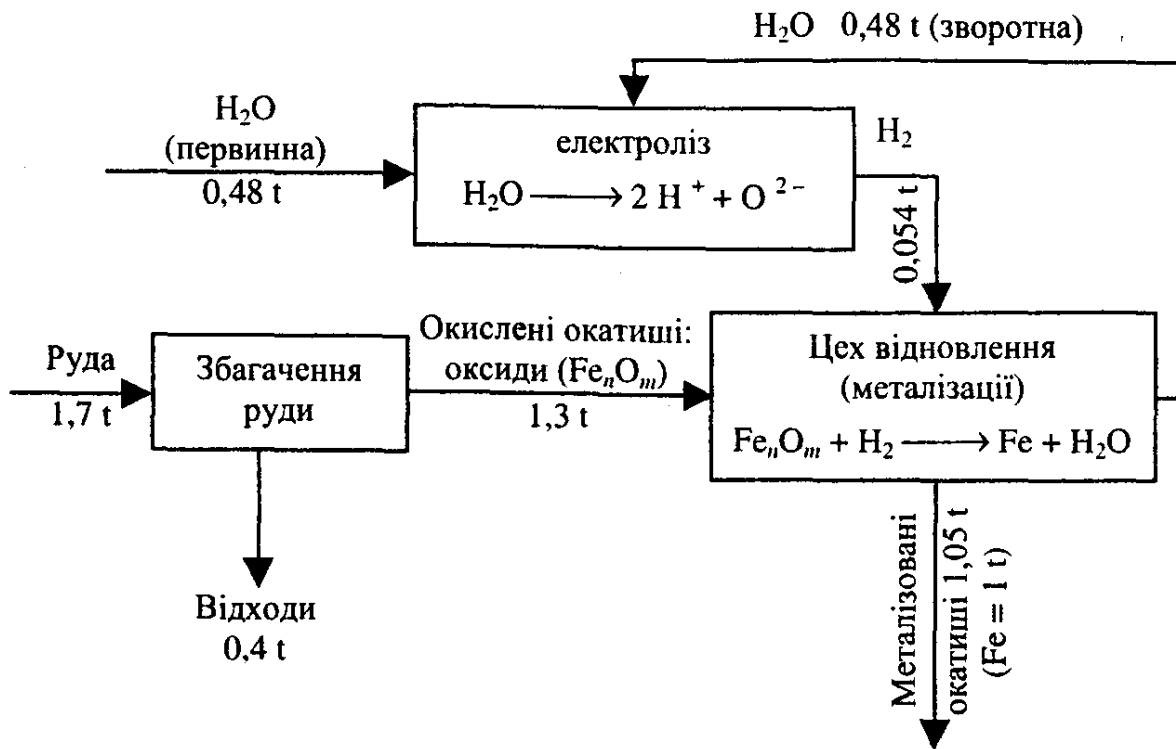 H₂O 0,48 t (зворотна)
H₂O
(первинна)
0,48 t
електроліз
H₂O ⟶ 2 H ⁺ + O ²⁻
H₂
0,054 t
Руда
1,7 t
Збагачення
руди
Окислені окатиші:
оксиди (FeₙOₘ)
1,3 t
Цех відновлення
(металізації)
FeₙOₘ + H₂ ⟶ Fe + H₂O
Відходи
0,4 t
Металізовані
окатиші 1,05 t
(Fe = 1 t)